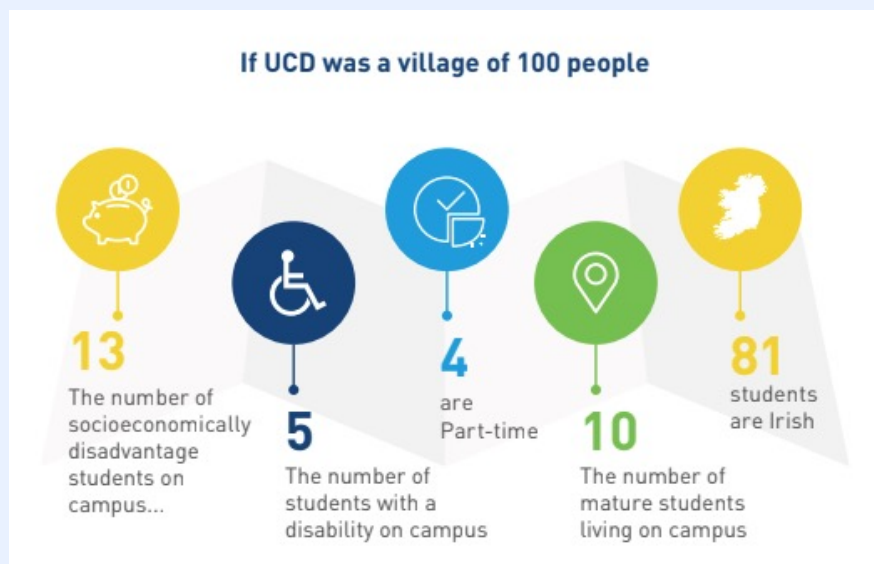 If UCD was a village of 100 people
13
The number of
socioeconomically
disadvantage
students on
campus...
5
The number of
students with a
disability on campus
4
are
Part-time
10
The number of
mature students
living on campus
81
students
are Irish